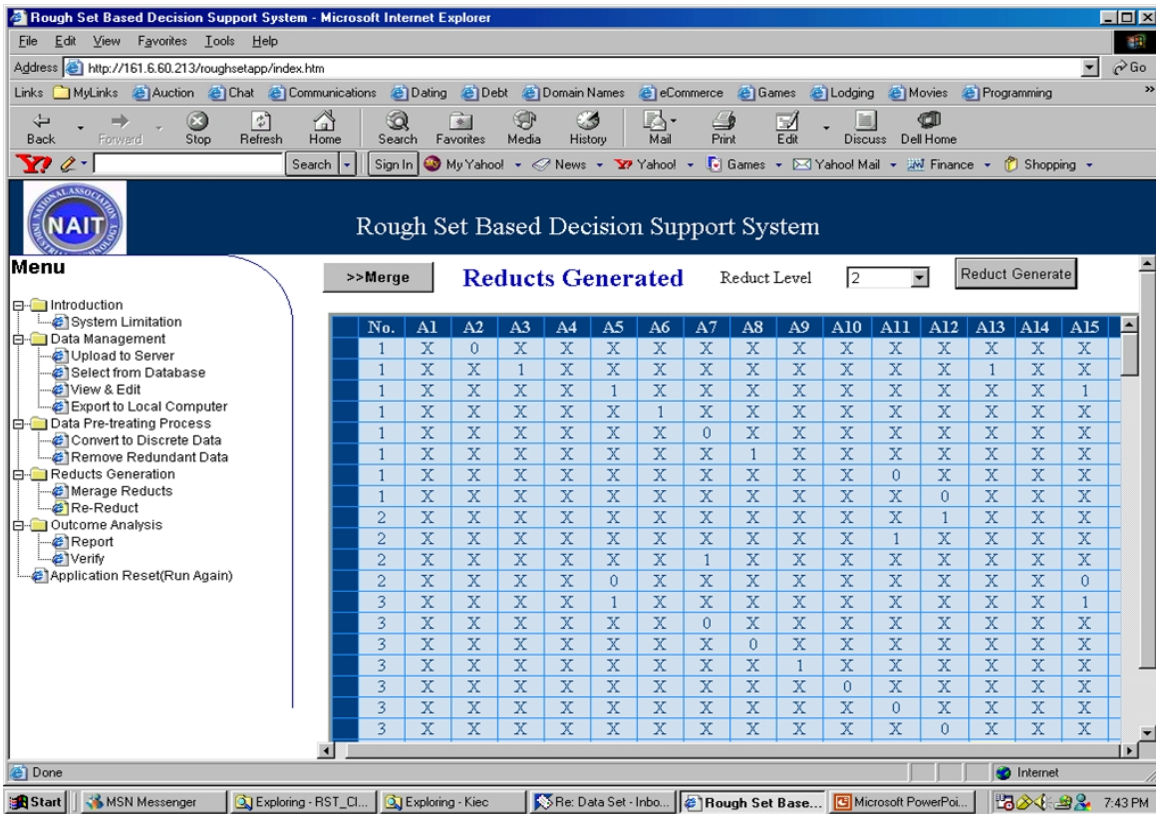 Rough Set Based Decision Support System - Microsoft Internet Explorer
File Edit View Favorites Tools Help
Address http://161.6.60.213/roughsetapp/index.htm Go
Links MyLinks Auction Chat Communications Dating Debt Domain Names eCommerce Games Lodging Movies Programming »
Back Forward Stop Refresh Home Search Favorites Media History Mail Print Edit Discuss Dell Home
Y? Search Sign In My Yahoo! News Yahoo! Games Yahoo! Mail Finance Shopping
NAIT
Rough Set Based Decision Support System
Menu
Introduction
System Limitation
Data Management
Upload to Server
Select from Database
View & Edit
Export to Local Computer
Data Pre-treating Process
Convert to Discrete Data
Remove Redundant Data
Reducts Generation
Merage Reducts
Re-Reduct
Outcome Analysis
Report
Verify
Application Reset(Run Again)
>>Merge Reducts Generated Reduct Level 2 Reduct Generate
No. A1 A2 A3 A4 A5 A6 A7 A8 A9 A10 A11 A12 A13 A14 A15
1 X 0 X X X X X X X X X X X X X
1 X X 1 X X X X X X X X X 1 X X
1 X X X X 1 X X X X X X X X X 1
1 X X X X X 1 X X X X X X X X X
1 X X X X X X 0 X X X X X X X X
1 X X X X X X X 1 X X X X X X X
1 X X X X X X X X X X 0 X X X X
1 X X X X X X X X X X X 0 X X X
2 X X X X X X X X X X X 1 X X X
2 X X X X X X X X X X 1 X X X X
2 X X X X X X 1 X X X X X X X X
2 X X X X 0 X X X X X X X X X 0
3 X X X X 1 X X X X X X X X X 1
3 X X X X X X 0 X X X X X X X X
3 X X X X X X X 0 X X X X X X X
3 X X X X X X X X 1 X X X X X X
3 X X X X X X X X X 0 X X X X X
3 X X X X X X X X X X 0 X X X X
3 X X X X X X X X X X X 0 X X X
Done Internet
Start MSN Messenger Exploring - RST_Cl... Exploring - Kiec Re: Data Set - Inbo... Rough Set Base... Microsoft PowerPoi... 7:43 PM